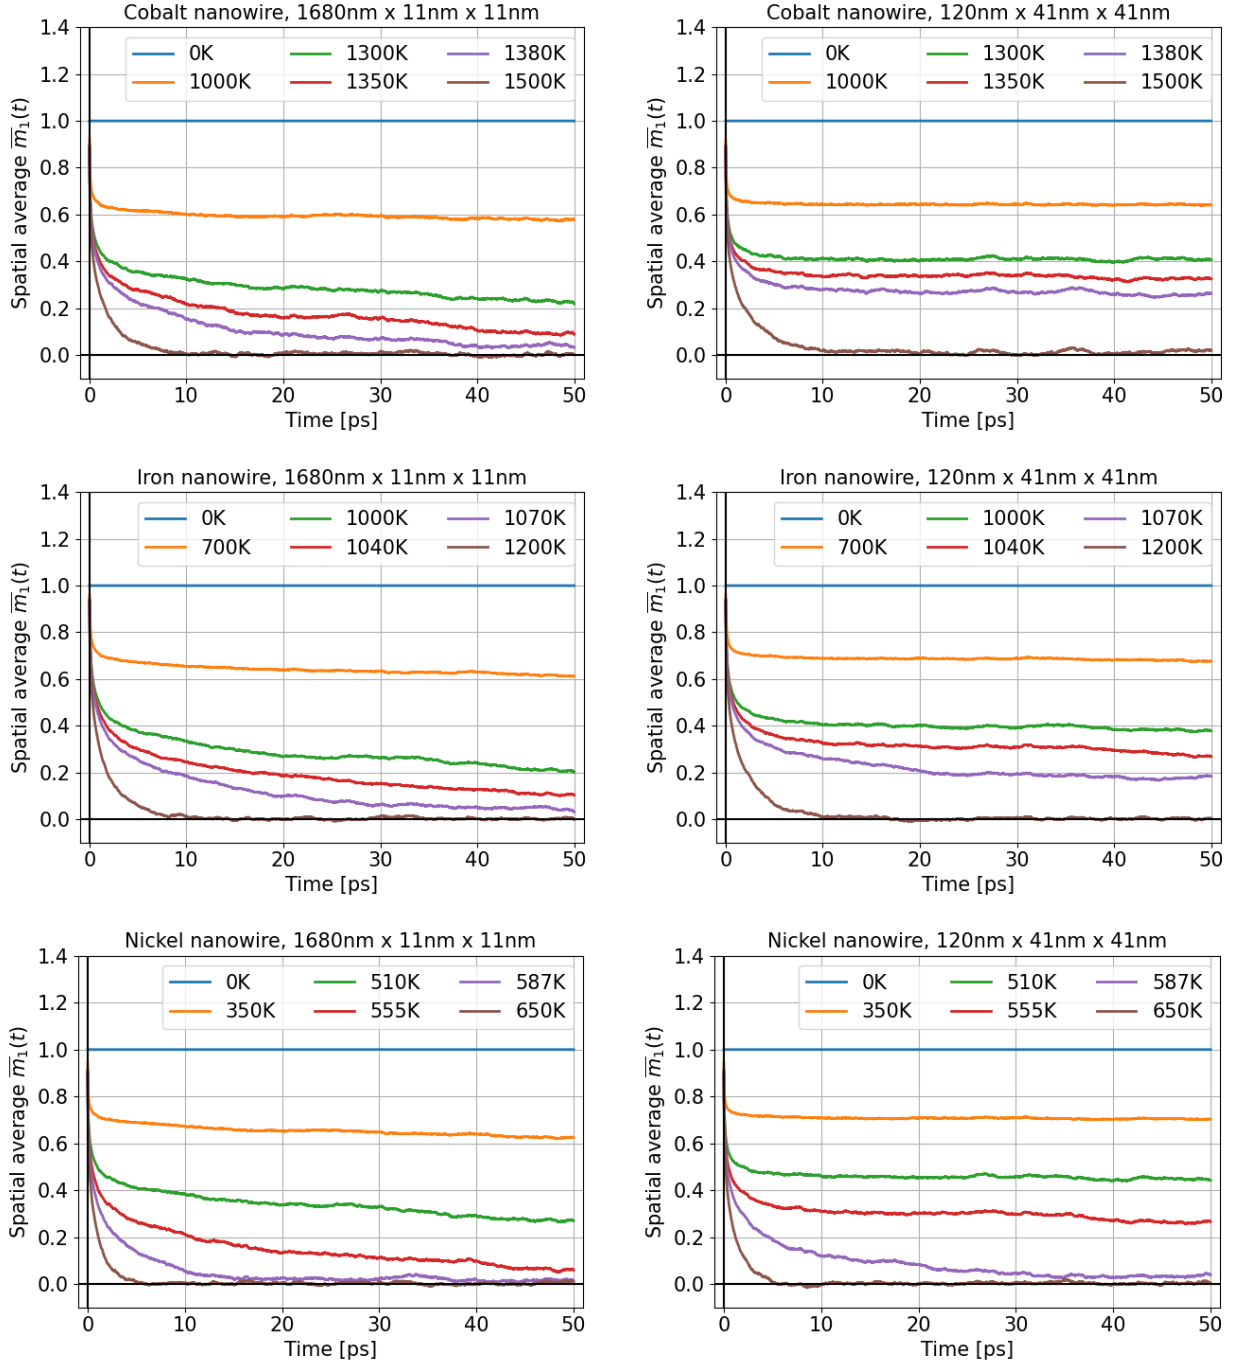 Cobalt nanowire, 1680nm x 11nm x 11nm
0K 1300K 1380K
1000K 1350K 1500K
Spatial average m̅₁(t)
1.4
1.2
1.0
0.8
0.6
0.4
0.2
0.0
0 10 20 30 40 50
Time [ps]
Cobalt nanowire, 120nm x 41nm x 41nm
0K 1300K 1380K
1000K 1350K 1500K
Spatial average m̅₁(t)
1.4
1.2
1.0
0.8
0.6
0.4
0.2
0.0
0 10 20 30 40 50
Time [ps]
Iron nanowire, 1680nm x 11nm x 11nm
0K 1000K 1070K
700K 1040K 1200K
Spatial average m̅₁(t)
1.4
1.2
1.0
0.8
0.6
0.4
0.2
0.0
0 10 20 30 40 50
Time [ps]
Iron nanowire, 120nm x 41nm x 41nm
0K 1000K 1070K
700K 1040K 1200K
Spatial average m̅₁(t)
1.4
1.2
1.0
0.8
0.6
0.4
0.2
0.0
0 10 20 30 40 50
Time [ps]
Nickel nanowire, 1680nm x 11nm x 11nm
0K 510K 587K
350K 555K 650K
Spatial average m̅₁(t)
1.4
1.2
1.0
0.8
0.6
0.4
0.2
0.0
0 10 20 30 40 50
Time [ps]
Nickel nanowire, 120nm x 41nm x 41nm
0K 510K 587K
350K 555K 650K
Spatial average m̅₁(t)
1.4
1.2
1.0
0.8
0.6
0.4
0.2
0.0
0 10 20 30 40 50
Time [ps]